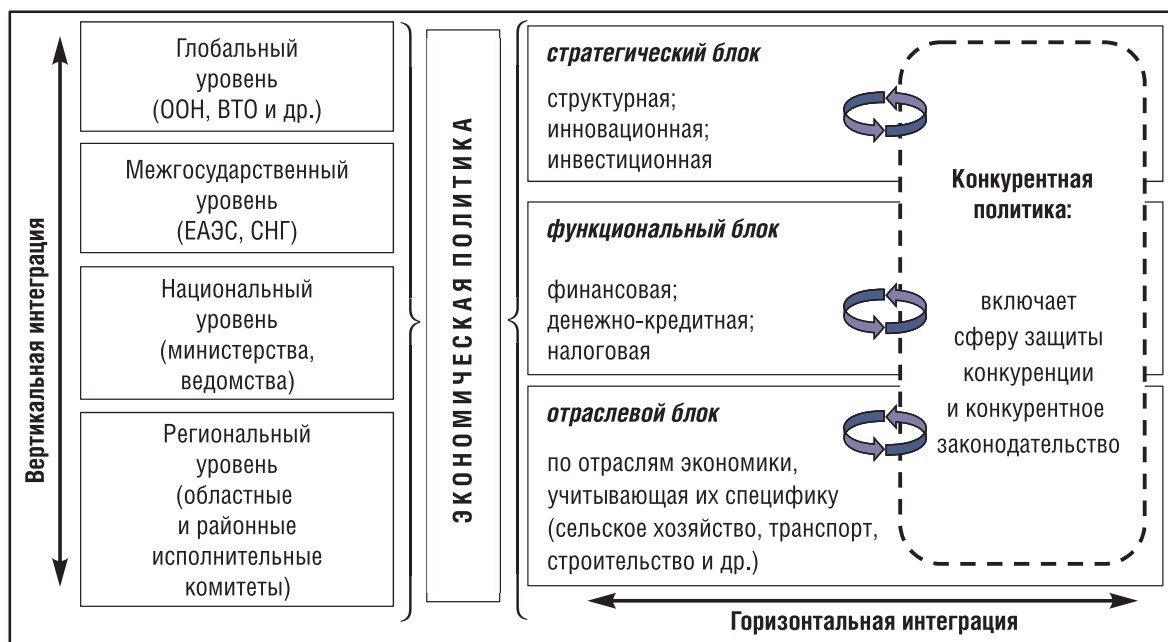 Вертикальная интеграция
Глобальный
уровень
(ООН, ВТО и др.)
Межгосударственный
уровень
(ЕАЭС, СНГ)
Национальный
уровень
(министерства,
ведомства)
Региональный
уровень
(областные
и районные
исполнительные
комитеты)
ЭКОНОМИЧЕСКАЯ ПОЛИТИКА
стратегический блок
структурная;
инновационная;
инвестиционная
функциональный блок
финансовая;
денежно-кредитная;
налоговая
отраслевой блок
по отраслям экономики,
учитывающая их специфику
(сельское хозяйство, транспорт,
строительство и др.)
Конкурентная
политика:
включает
сферу защиты
конкуренции
и конкурентное
законодательство
Горизонтальная интеграция